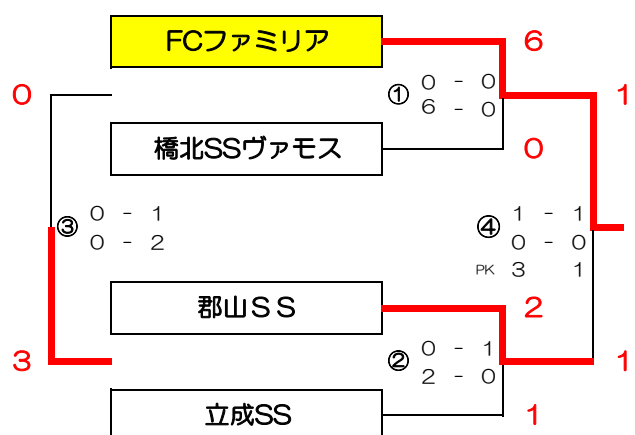 FCファミリア
6
0
① 0 - 0
6 - 0
1
橋北SSヴァモス
0
③ 0 - 1
0 - 2
④ 1 - 1
0 - 0
PK 3 1
郡山SS
2
3
② 0 - 1
2 - 0
1
立成SS
1